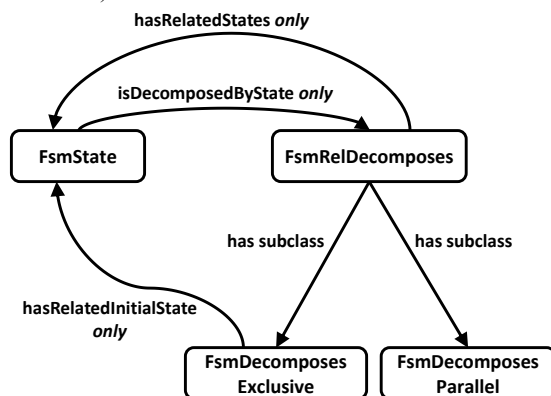 hasRelatedStates only
isDecomposedByState only
FsmState
FsmRelDecomposes
has subclass
has subclass
hasRelatedInitialState
only
FsmDecomposes
Exclusive
FsmDecomposes
Parallel